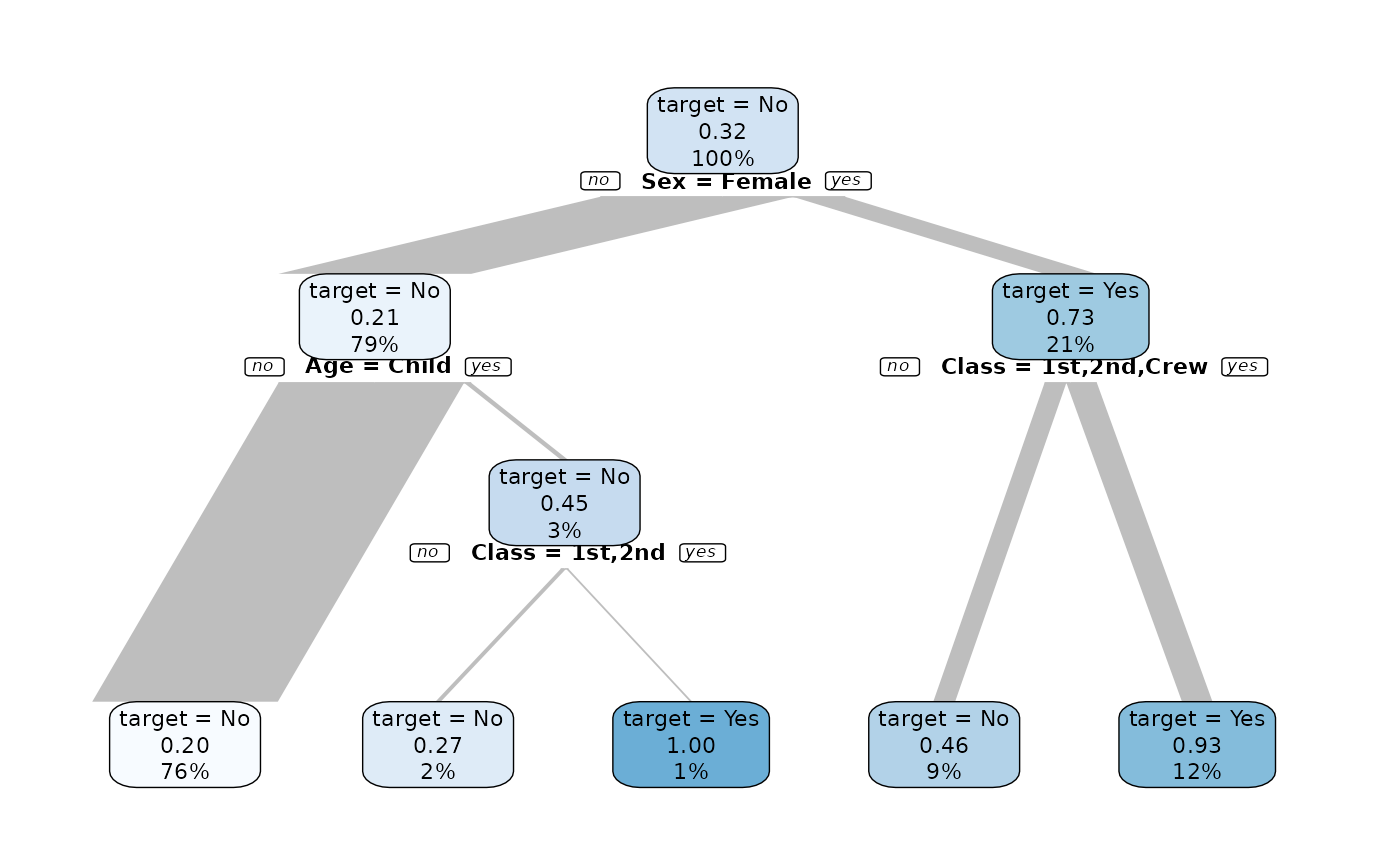 target = No
0.32
100%
no Sex = Female yes
target = No
0.21
79%
no Age = Child yes
target = Yes
0.73
21%
no Class = 1st,2nd,Crew yes
target = No
0.45
3%
no Class = 1st,2nd yes
target = No
0.20
76%
target = No
0.27
2%
target = Yes
1.00
1%
target = No
0.46
9%
target = Yes
0.93
12%